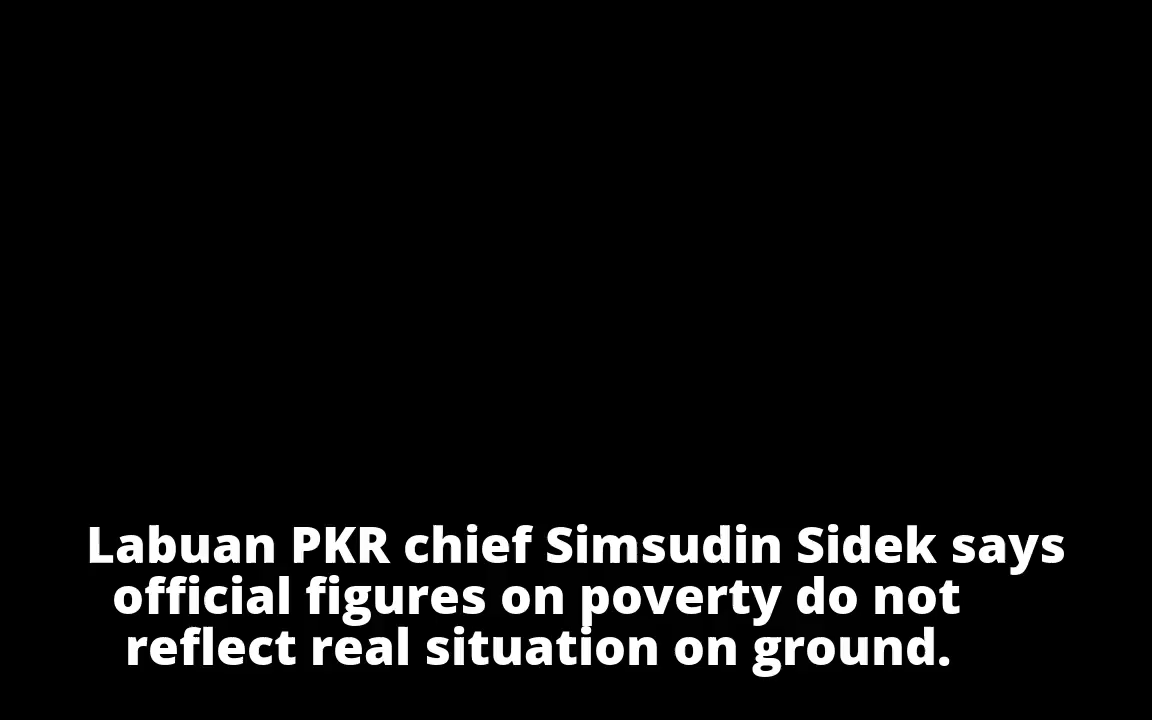 Labuan PKR chief Simsudin Sidek says
official figures on poverty do not
reflect real situation on ground.